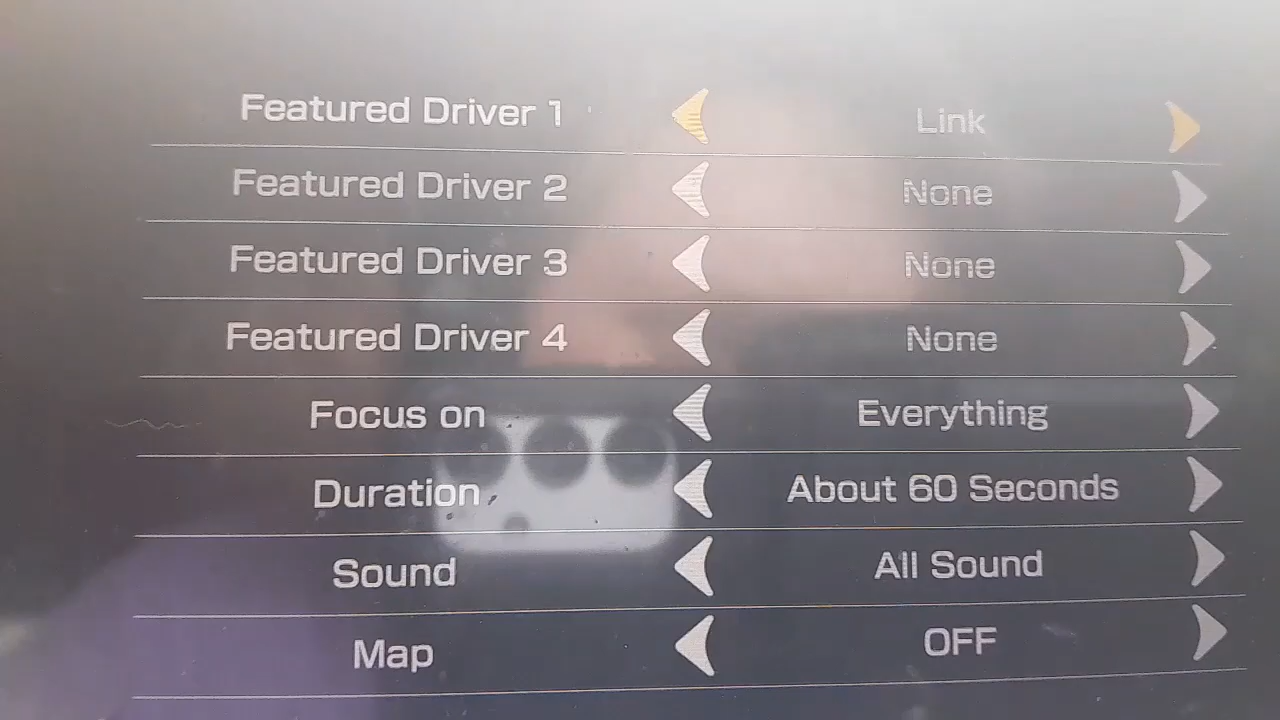 Featured Driver 1 Link
Featured Driver 2 None
Featured Driver 3 None
Featured Driver 4 None
Focus on Everything
Duration About 60 Seconds
Sound All Sound
Map OFF